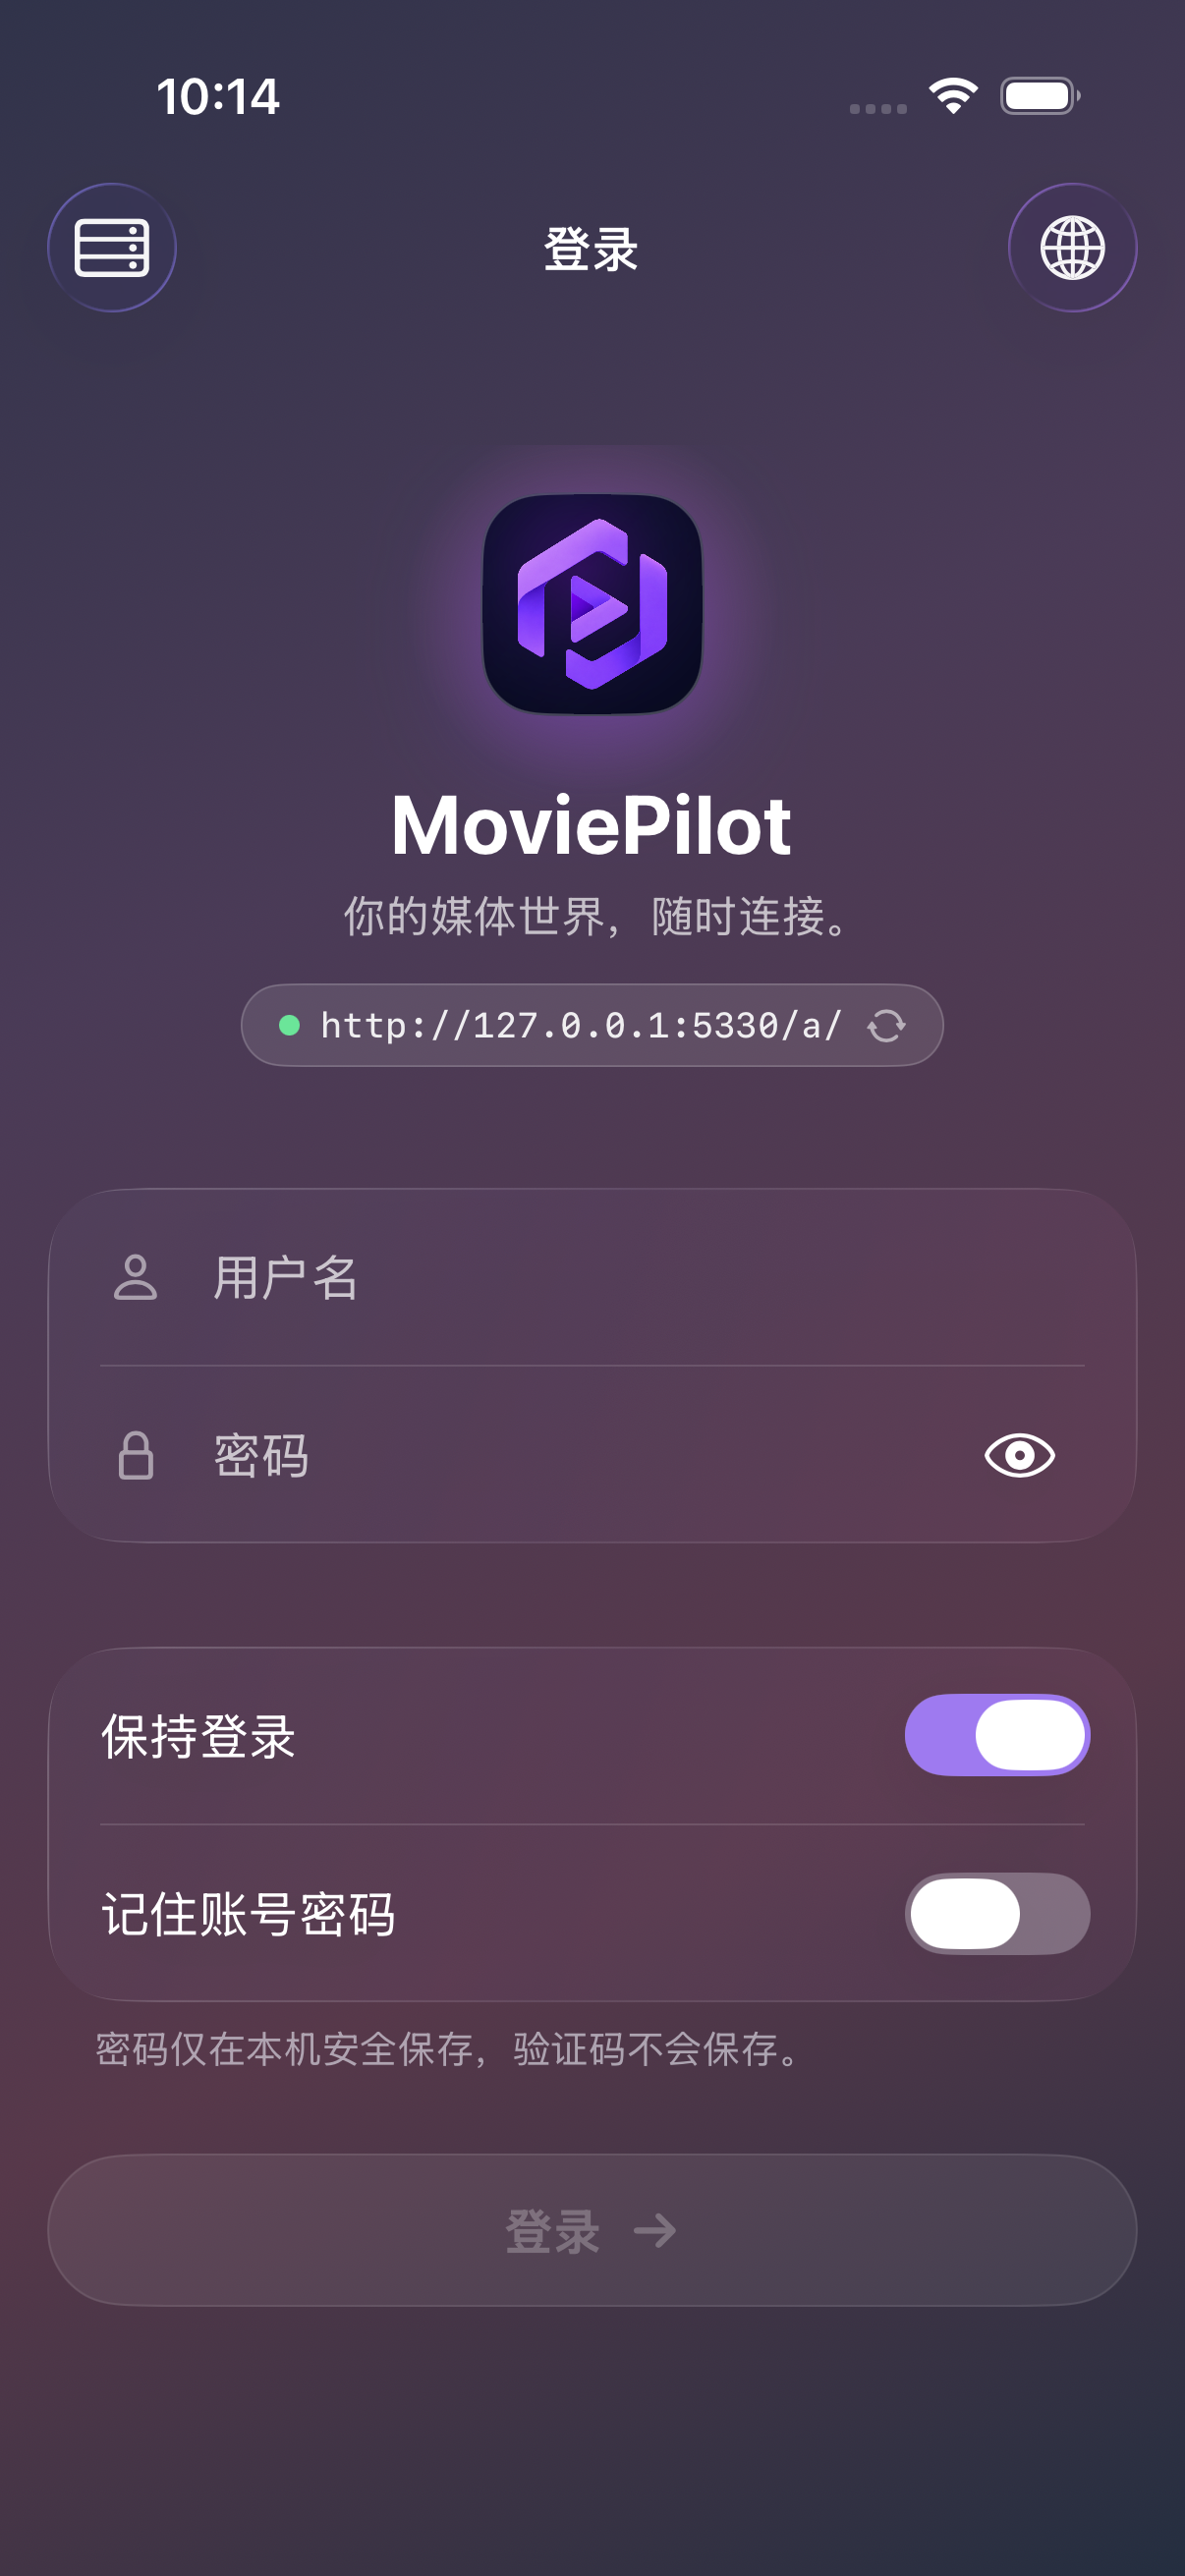 10:14
登录
MoviePilot
你的媒体世界，随时连接。
http://127.0.0.1:5330/a/
用户名
密码
保持登录
记住账号密码
密码仅在本机安全保存，验证码不会保存。
登录 →